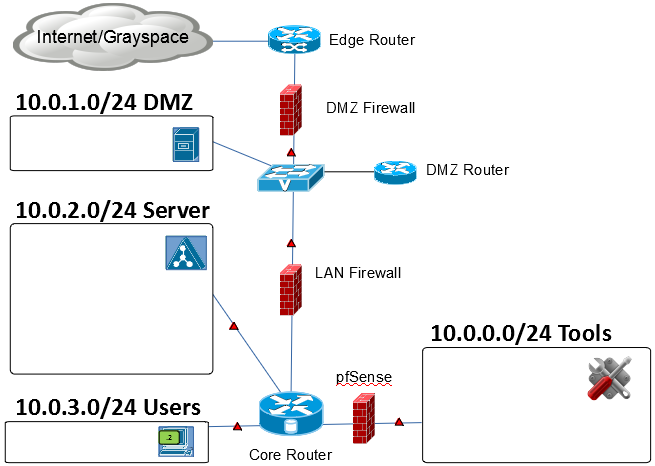 Internet/Grayspace
Edge Router
10.0.1.0/24 DMZ
DMZ Firewall
V
DMZ Router
10.0.2.0/24 Server
LAN Firewall
10.0.0.0/24 Tools
pfSense
10.0.3.0/24 Users
.2
Core Router